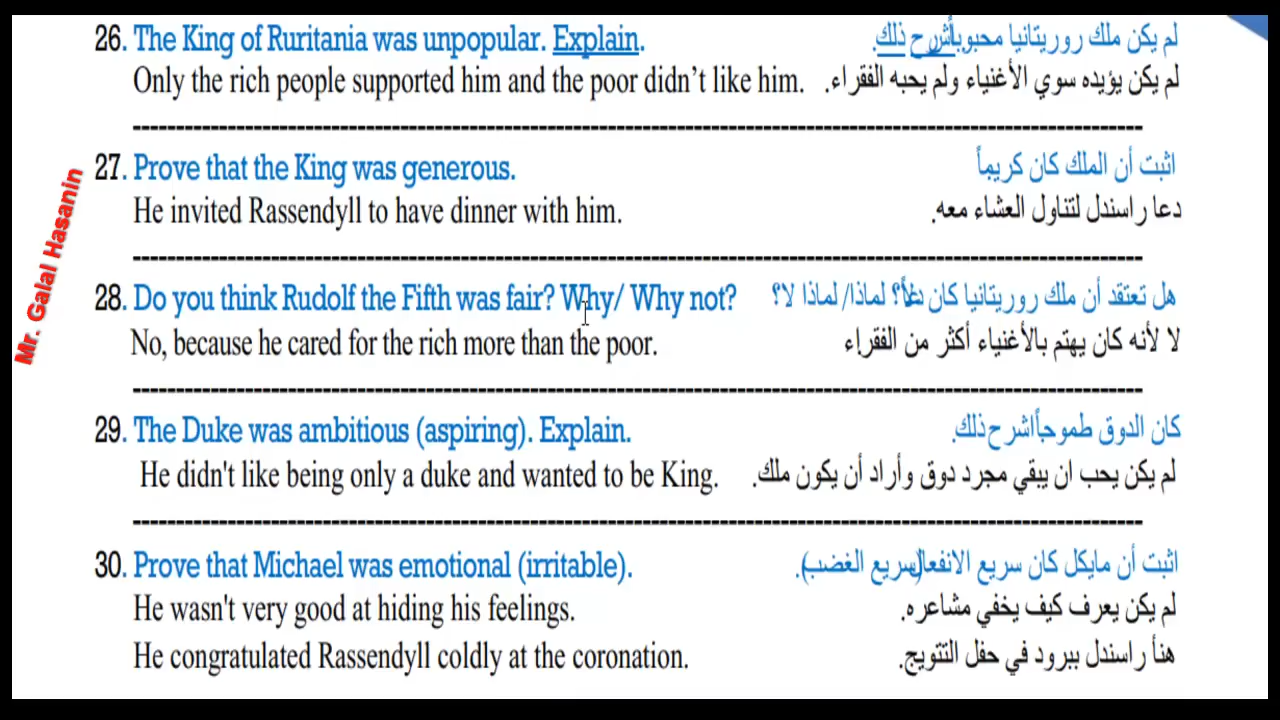 26. The King of Ruritania was unpopular. Explain. لم يكن ملك روريتانيا محبوباً أشرح ذلك.
Only the rich people supported him and the poor didn’t like him. لم يكن يؤيده سوي الأغنياء ولم يحبه الفقراء.
27. Prove that the King was generous. اثبت أن الملك كان كريماً
He invited Rassendyll to have dinner with him. دعا راسندل لتناول العشاء معه.
28. Do you think Rudolf the Fifth was fair? Why/ Why not? هل تعتقد أن ملك روريتانيا كان لماذا/ لماذا لا؟
No, because he cared for the rich more than the poor. لا لأنه كان يهتم بالأغنياء أكثر من الفقراء
29. The Duke was ambitious (aspiring). Explain. كان الدوق طموحاً اشرح ذلك.
He didn't like being only a duke and wanted to be King. لم يكن يحب ان يبقي مجرد دوق وأراد أن يكون ملك.
30. Prove that Michael was emotional (irritable). اثبت أن مايكل كان سريع الانفعال (سريع الغضب).
He wasn't very good at hiding his feelings. لم يكن يعرف كيف يخفي مشاعره.
He congratulated Rassendyll coldly at the coronation. هنأ راسندل ببرود في حفل التتويج.
Mr. Galal Hasanin